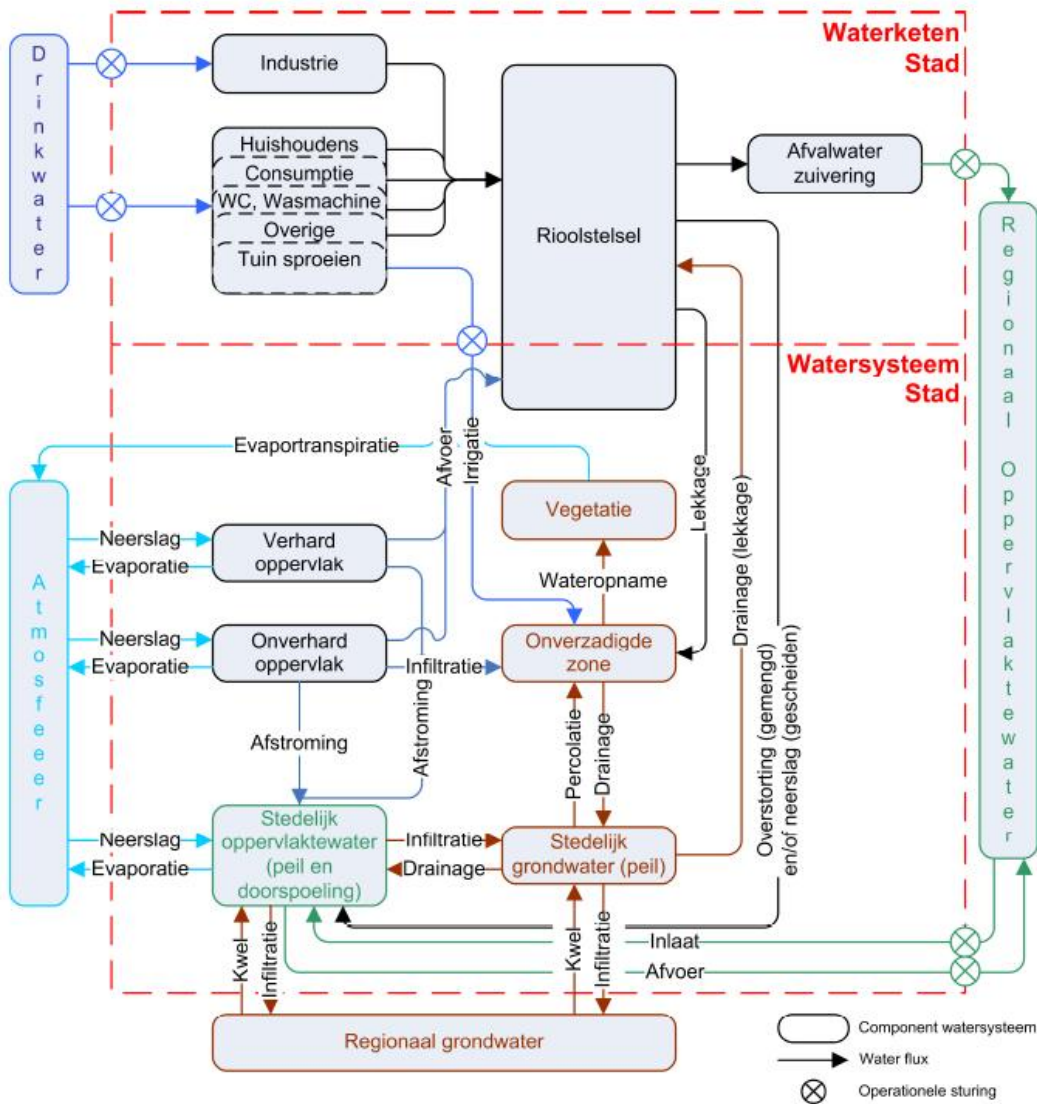 Waterketen
Stad
Drinkwater
Industrie
Huishoudens
Consumptie
WC, Wasmachine
Overige
Tuin sproeien
Rioolstelsel
Afvalwater
zuivering
Regionaal Oppervlaktewater
Watersysteem
Stad
Evaportranspiratie
Afvoer
Irrigatie
Lekkage
Drainage (lekkage)
Overstorting (gemengd)
en/of neerslag (gescheiden)
Atmosfeeer
Neerslag
Evaporatie
Verhard
oppervlak
Vegetatie
Wateropname
Neerslag
Evaporatie
Onverhard
oppervlak
Infiltratie
Onverzadigde
zone
Afstroming
Afstroming
Percolatie
Drainage
Neerslag
Evaporatie
Stedelijk
oppervlaktewater
(peil en
doorspoeling)
Infiltratie
Drainage
Stedelijk
grondwater (peil)
Kwel
Infiltratie
Kwel
Infiltratie
Inlaat
Afvoer
Regionaal grondwater
Component watersysteem
Water flux
Operationele sturing